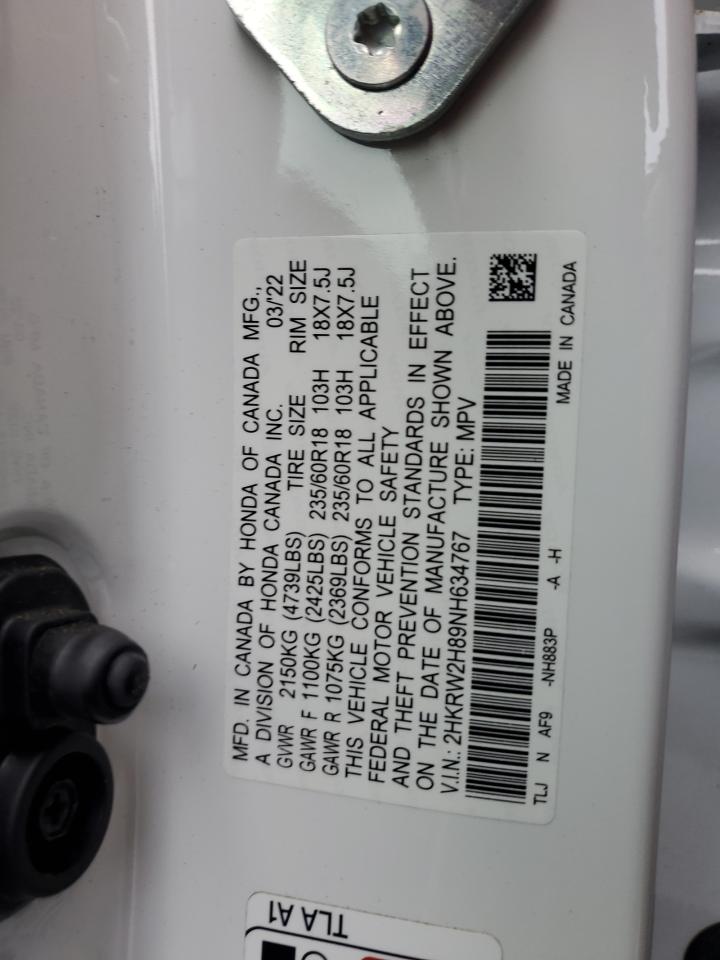 MFD. IN CANADA BY HONDA OF CANADA MFG.,
A DIVISION OF HONDA CANADA INC. 03/'22
GVWR 2150KG (4739LBS) TIRE SIZE RIM SIZE
GAWR F 1100KG (2425LBS) 235/60R18 103H 18X7.5J
GAWR R 1075KG (2369LBS) 235/60R18 103H 18X7.5J
THIS VEHICLE CONFORMS TO ALL APPLICABLE
FEDERAL MOTOR VEHICLE SAFETY
AND THEFT PREVENTION STANDARDS IN EFFECT
ON THE DATE OF MANUFACTURE SHOWN ABOVE.
V.I.N.: 2HKRW2H89NH634767 TYPE: MPV
TLJ N AF9 -NH883P -A -H
MADE IN CANADA
TLA A1